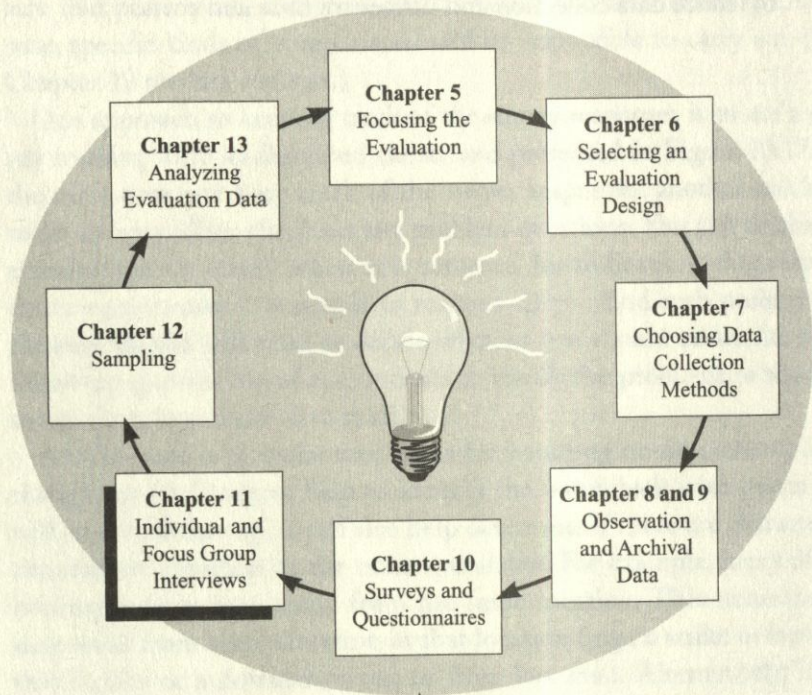 Chapter 5
Focusing the
Evaluation
Chapter 6
Selecting an
Evaluation
Design
Chapter 7
Choosing Data
Collection
Methods
Chapter 8 and 9
Observation
and Archival
Data
Chapter 10
Surveys and
Questionnaires
Chapter 11
Individual and
Focus Group
Interviews
Chapter 12
Sampling
Chapter 13
Analyzing
Evaluation Data